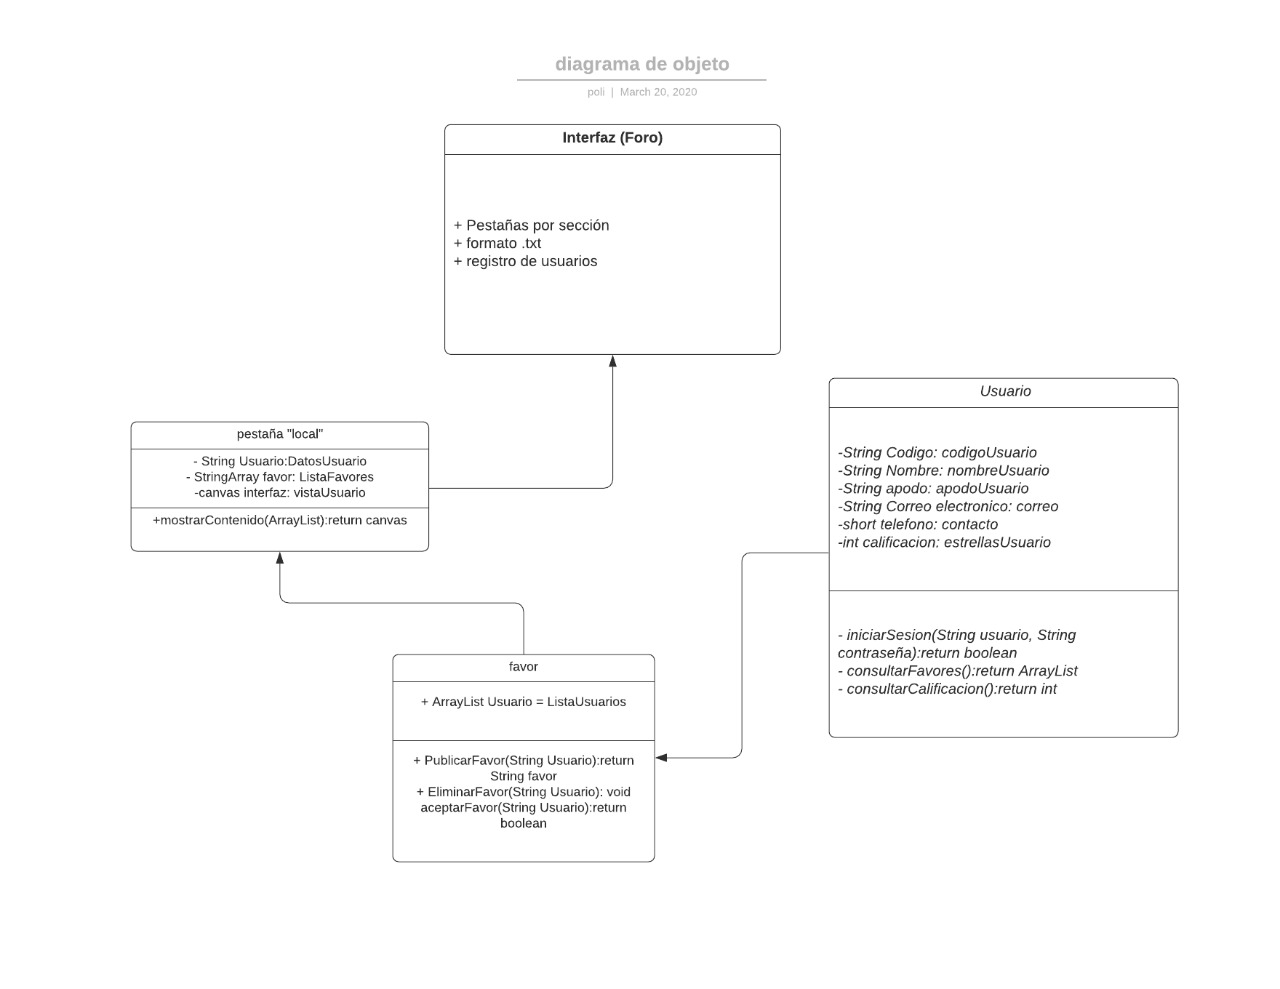 diagrama de objeto
poli | March 20, 2020
Interfaz (Foro)
+ Pestañas por sección
+ formato .txt
+ registro de usuarios
Usuario
-String Codigo: codigoUsuario
-String Nombre: nombreUsuario
-String apodo: apodoUsuario
-String Correo electronico: correo
-short telefono: contacto
-int calificacion: estrellasUsuario
- iniciarSesion(String usuario, String
contraseña):return boolean
- consultarFavores():return ArrayList
- consultarCalificacion():return int
pestaña "local"
- String Usuario:DatosUsuario
- StringArray favor: ListaFavores
-canvas interfaz: vistaUsuario
+mostrarContenido(ArrayList):return canvas
favor
+ ArrayList Usuario = ListaUsuarios
+ PublicarFavor(String Usuario):return
String favor
+ EliminarFavor(String Usuario): void
aceptarFavor(String Usuario):return
boolean